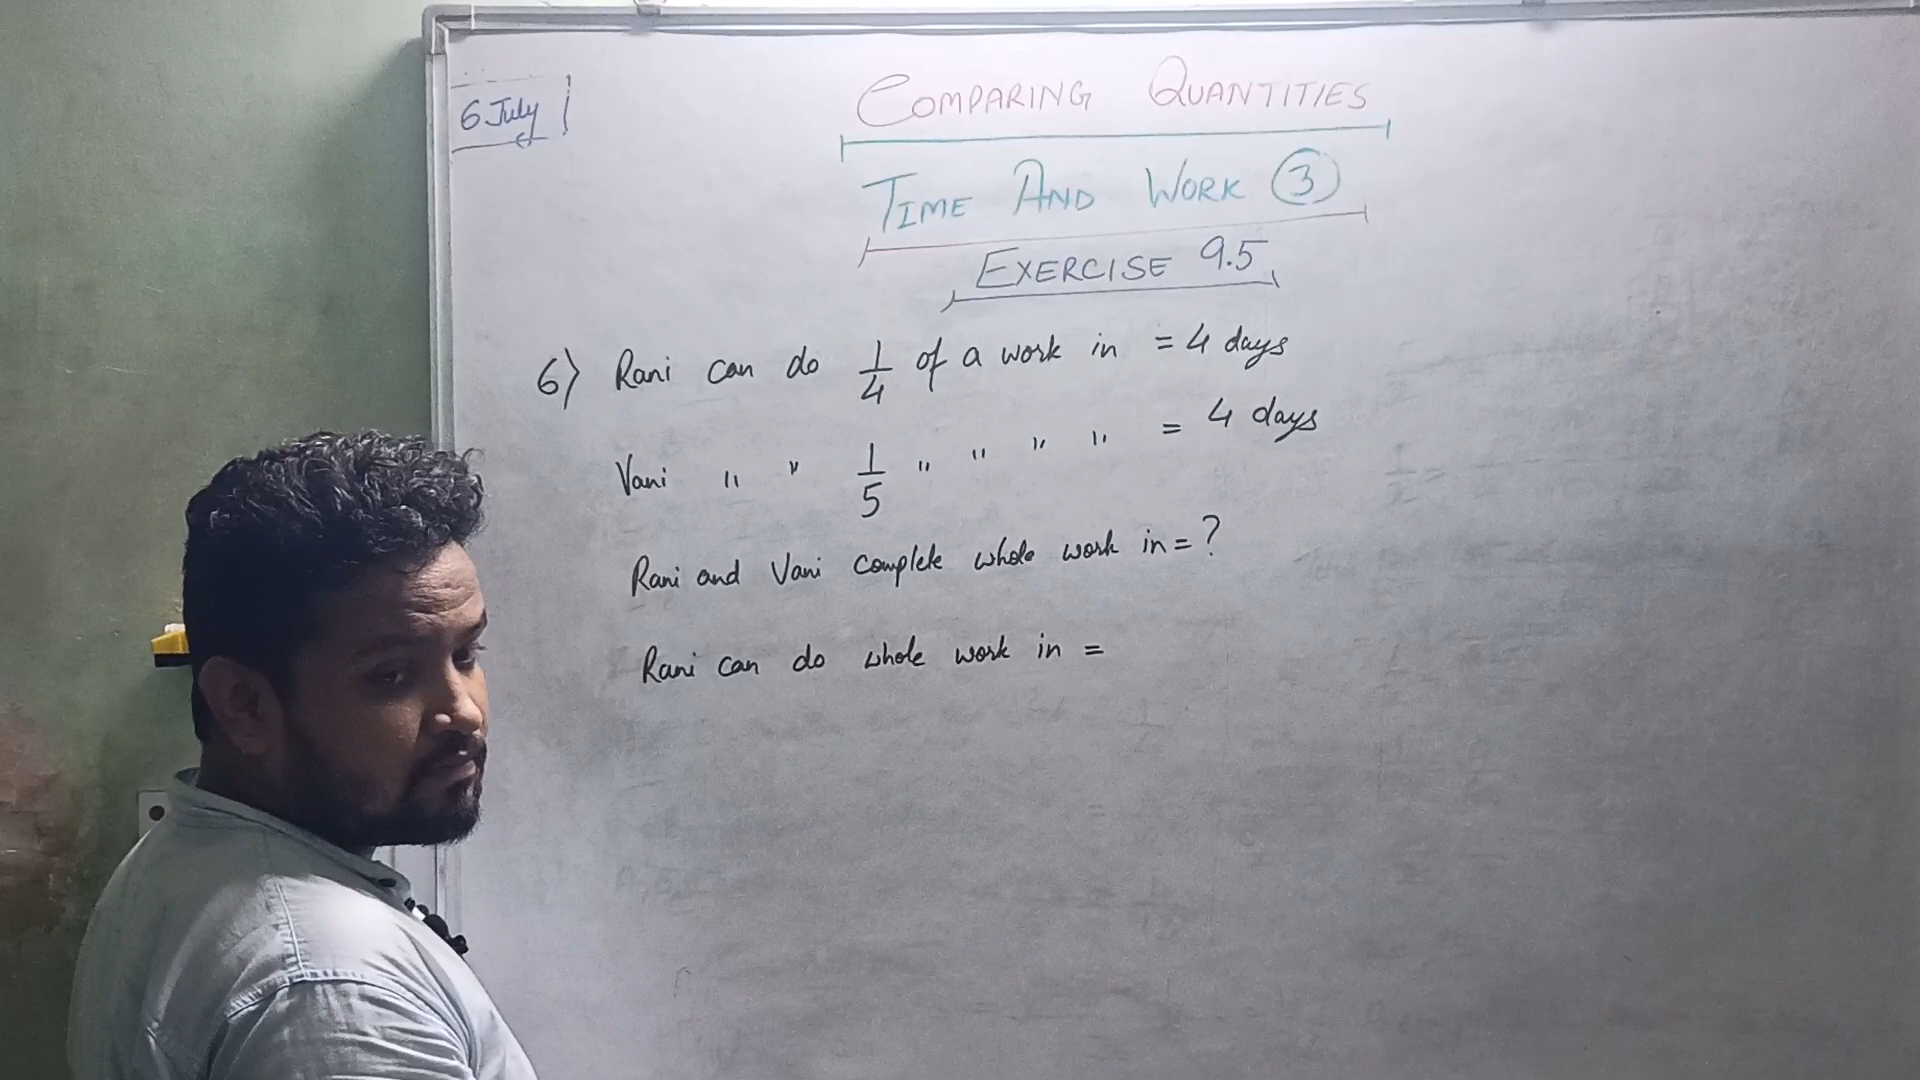 6 July
COMPARING QUANTITIES
TIME AND WORK 3
EXERCISE 9.5
6) Rani can do 1/4 of a work in = 4 days
Vani " " 1/5 " " " " = 4 days
Rani and Vani complete whole work in = ?
Rani can do whole work in =